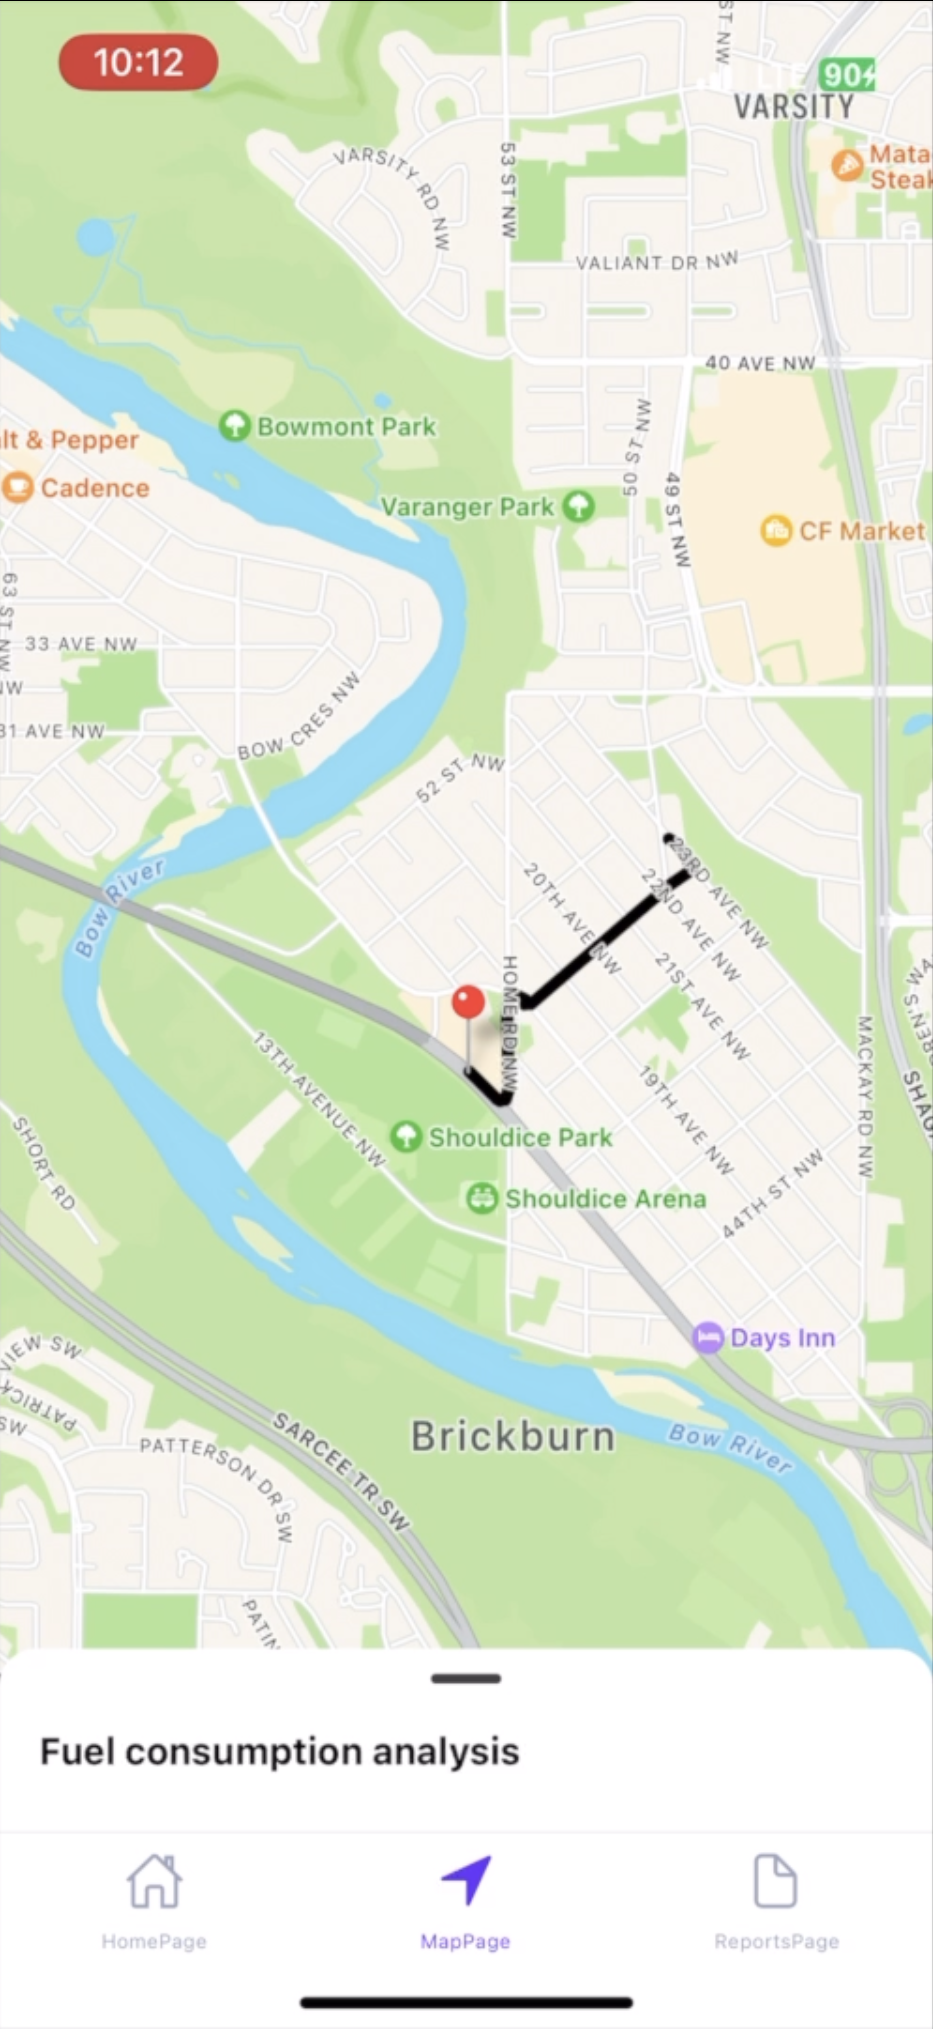 10:12
LTE
90
ST NW
VARSITY
Mata
Steak
VARSITY RD NW
53 ST NW
VALIANT DR NW
40 AVE NW
Bowmont Park
lt & Pepper
Cadence
50 ST NW
49 ST NW
Varanger Park
CF Market
63 ST NW
33 AVE NW
31 AVE NW
BOW CRES NW
52 ST NW
Bow River
23RD AVE NW
22ND AVE NW
20TH AVE NW
21ST AVE NW
HOME RD NW
13TH AVENUE NW
19TH AVE NW
MACKAY RD NW
SHAG
Shouldice Park
SHORT RD
Shouldice Arena
44TH ST NW
Days Inn
VIEW SW
PATRICK
SW
Brickburn
Bow River
SARCEE TR SW
PATTERSON DR SW
PATIN
Fuel consumption analysis
HomePage
MapPage
ReportsPage